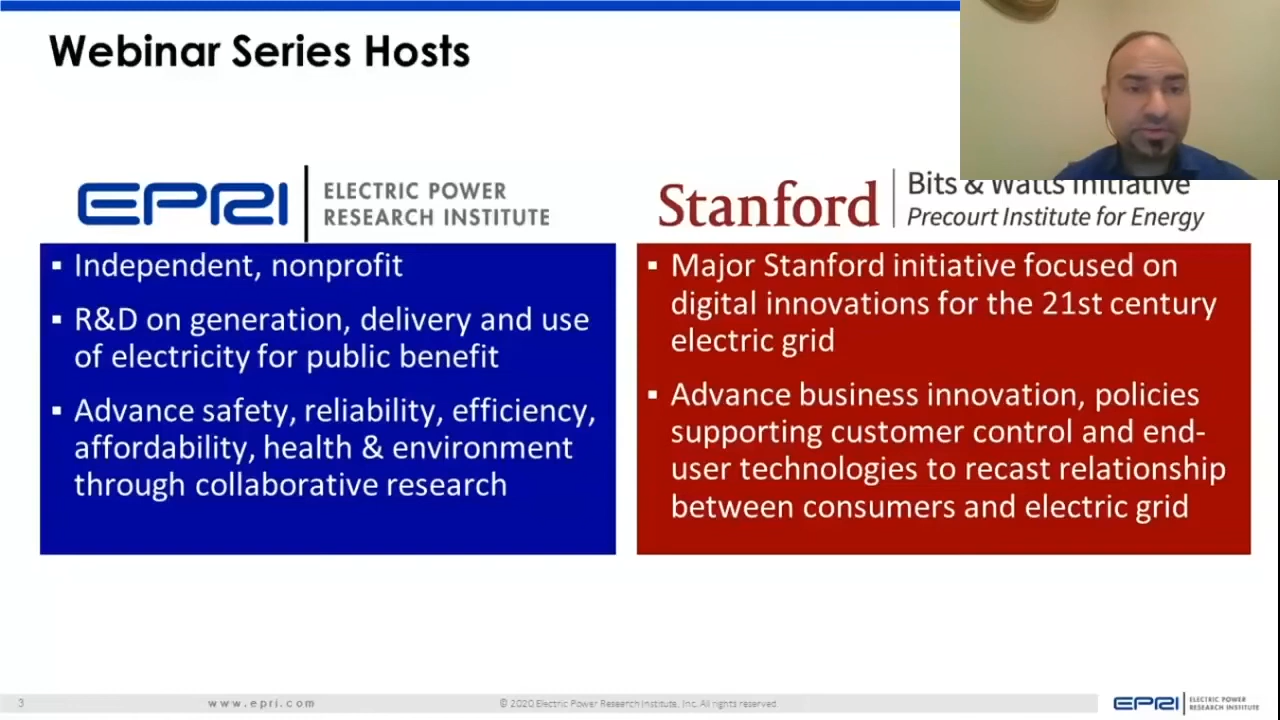 Webinar Series Hosts
EPRI
ELECTRIC POWER
RESEARCH INSTITUTE
▪ Independent, nonprofit
▪ R&D on generation, delivery and use
of electricity for public benefit
▪ Advance safety, reliability, efficiency,
affordability, health & environment
through collaborative research
Stanford
Bits & Watts Initiative
Precourt Institute for Energy
▪ Major Stanford initiative focused on
digital innovations for the 21st century
electric grid
▪ Advance business innovation, policies
supporting customer control and end-
user technologies to recast relationship
between consumers and electric grid
3
www.epri.com
© 2020 Electric Power Research Institute, Inc. All rights reserved.
EPRI
ELECTRIC POWER
RESEARCH INSTITUTE